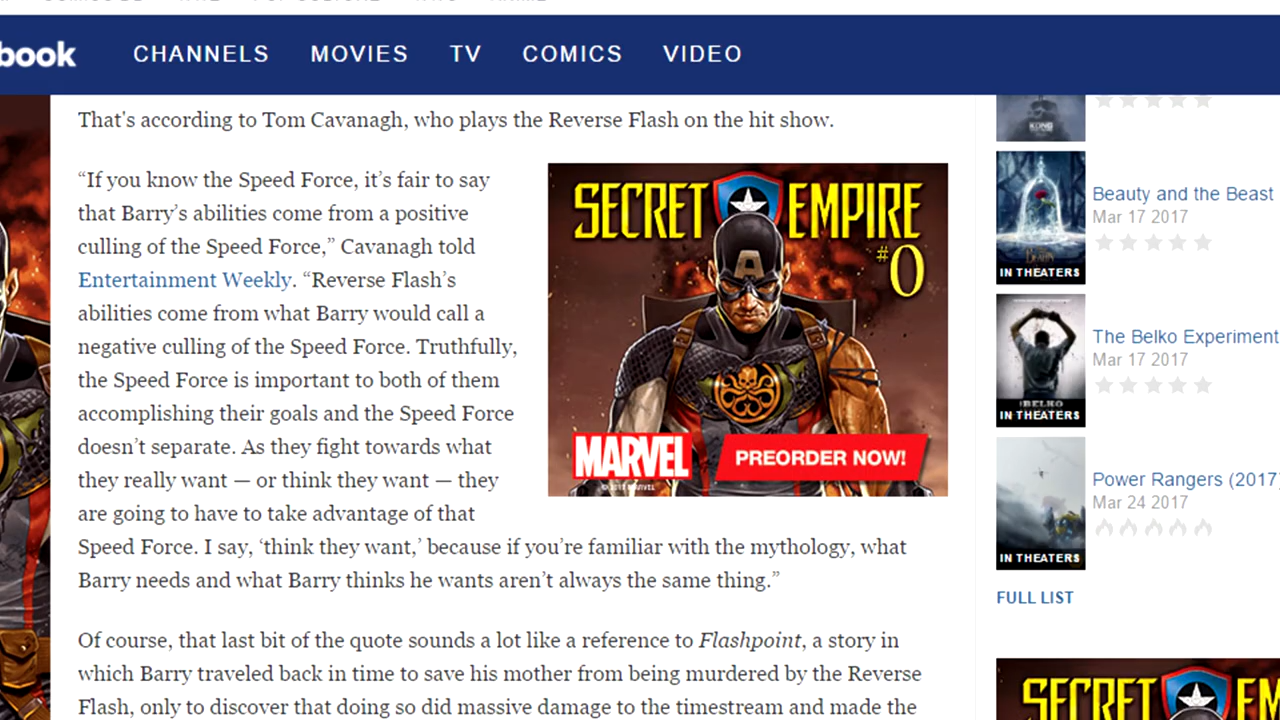 book
CHANNELS MOVIES TV COMICS VIDEO
That's according to Tom Cavanagh, who plays the Reverse Flash on the hit show.
“If you know the Speed Force, it’s fair to say
that Barry’s abilities come from a positive
culling of the Speed Force,” Cavanagh told
Entertainment Weekly. “Reverse Flash’s
abilities come from what Barry would call a
negative culling of the Speed Force. Truthfully,
the Speed Force is important to both of them
accomplishing their goals and the Speed Force
doesn’t separate. As they fight towards what
they really want — or think they want — they
are going to have to take advantage of that
Speed Force. I say, ‘think they want,’ because if you’re familiar with the mythology, what
Barry needs and what Barry thinks he wants aren’t always the same thing.”
Of course, that last bit of the quote sounds a lot like a reference to Flashpoint, a story in
which Barry traveled back in time to save his mother from being murdered by the Reverse
Flash, only to discover that doing so did massive damage to the timestream and made the
SECRET EMPIRE
#0
A
MARVEL
PREORDER NOW!
KONG
Beauty and the Beast
Mar 17 2017
IN THEATERS
The Belko Experiment
Mar 17 2017
BELKO
IN THEATERS
Power Rangers (2017)
Mar 24 2017
IN THEATERS
FULL LIST
SECRET EM